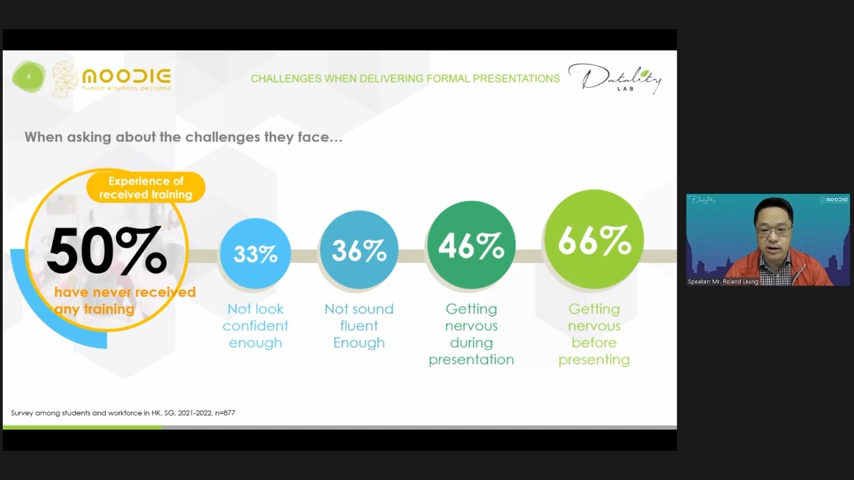 6
MOODIE
human emotions decoded
CHALLENGES WHEN DELIVERING FORMAL PRESENTATIONS
Datality
LAB
When asking about the challenges they face...
Experience of
received training
50%
have never received
any training
33%
Not look
confident
enough
36%
Not sound
fluent
Enough
46%
Getting
nervous
during
presentation
66%
Getting
nervous
before
presenting
Survey among students and workforce in HK, SG, 2021-2022, n=877
Datality
MOODIE
Speaker: Mr. Roland Leung